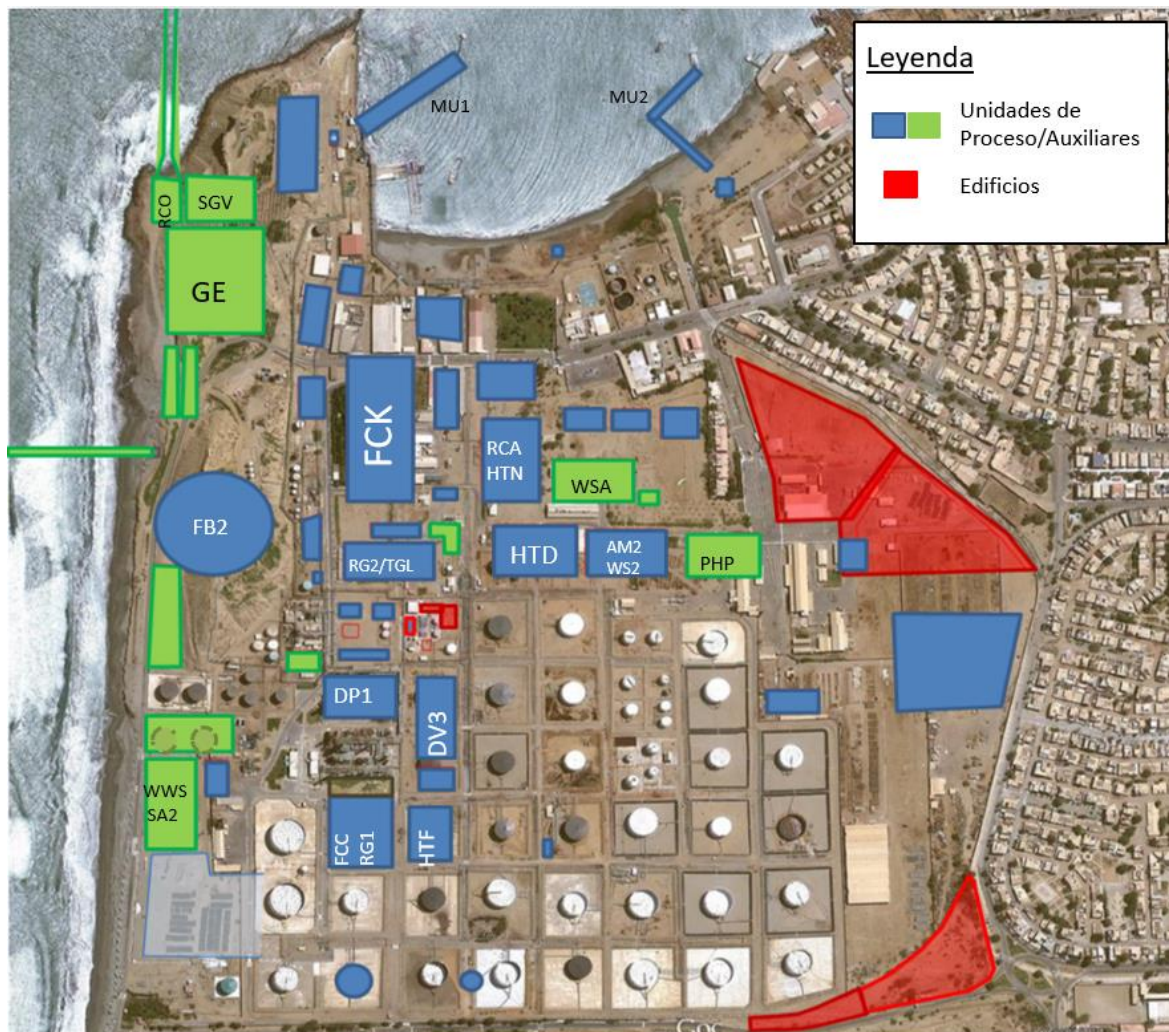 Leyenda
Unidades de
Proceso/Auxiliares
Edificios
MU1
MU2
RCO
SGV
GE
FCK
RCA
HTN
WSA
FB2
RG2/TGL
HTD
AM2
WS2
PHP
DP1
DV3
WWS
SA2
FCC
RG1
HTF
Goc